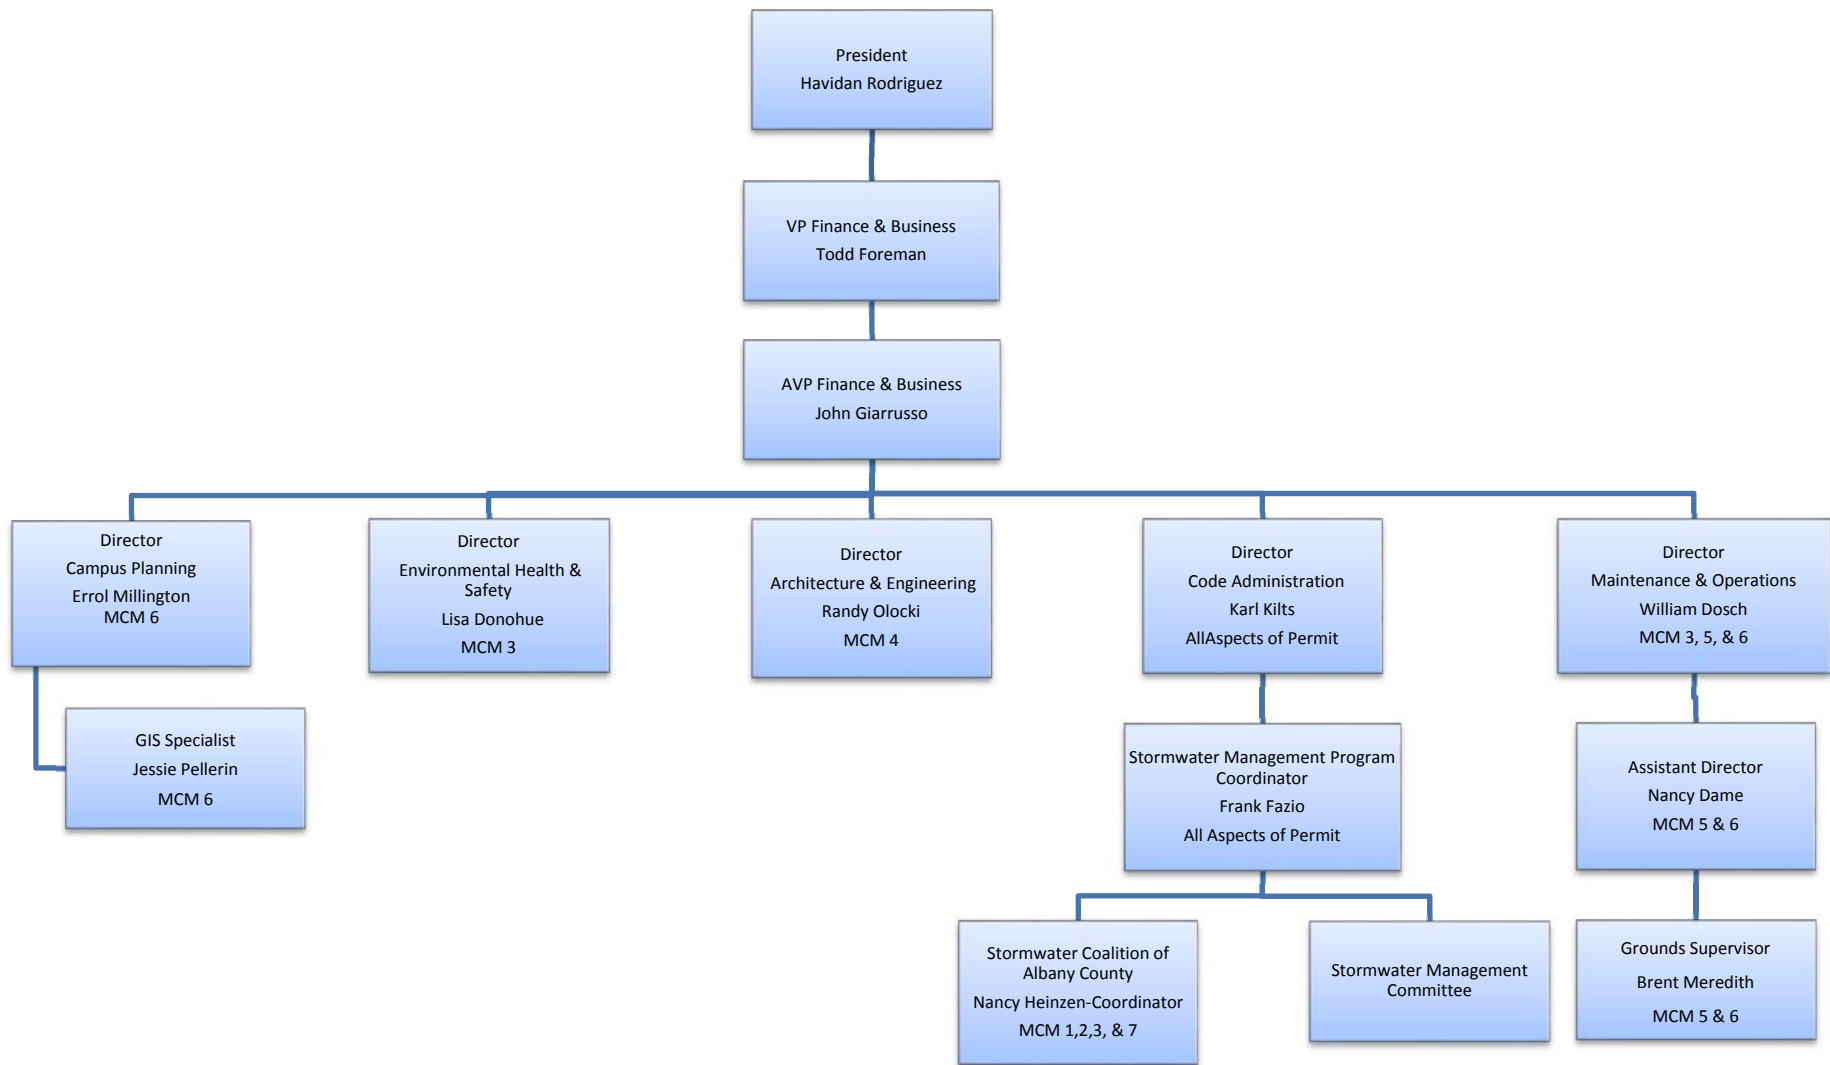 President
Havidan Rodriguez
VP Finance & Business
Todd Foreman
AVP Finance & Business
John Giarrusso
Director
Campus Planning
Errol Millington
MCM 6
Director
Environmental Health &
Safety
Lisa Donohue
MCM 3
Director
Architecture & Engineering
Randy Olocki
MCM 4
Director
Code Administration
Karl Kilts
AllAspects of Permit
Director
Maintenance & Operations
William Dosch
MCM 3, 5, & 6
GIS Specialist
Jessie Pellerin
MCM 6
Stormwater Management Program
Coordinator
Frank Fazio
All Aspects of Permit
Assistant Director
Nancy Dame
MCM 5 & 6
Stormwater Coalition of
Albany County
Nancy Heinzen-Coordinator
MCM 1,2,3, & 7
Stormwater Management
Committee
Grounds Supervisor
Brent Meredith
MCM 5 & 6